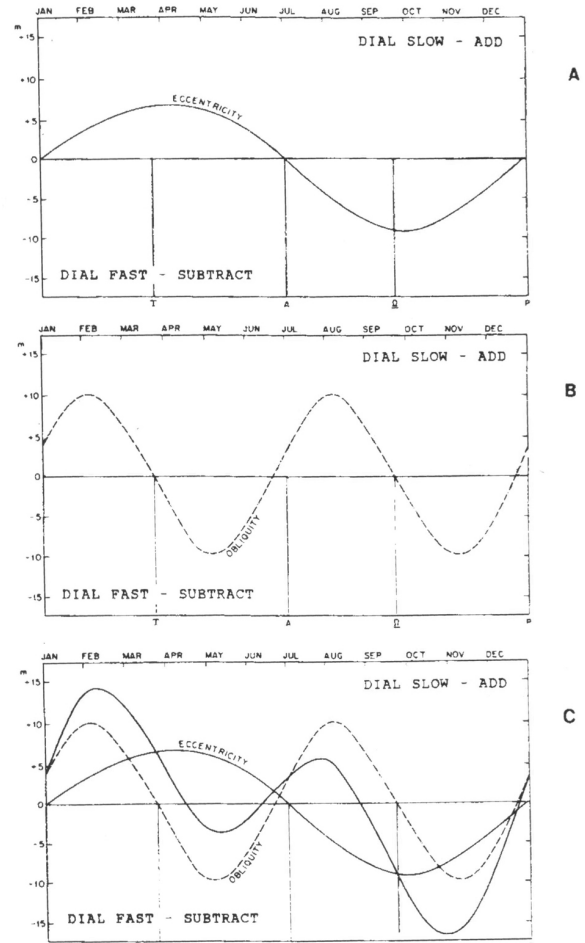 JAN FEB MAR APR MAY JUN JUL AUG SEP OCT NOV DEC
m
+15
DIAL SLOW - ADD
A
+10
ECCENTRICITY
+5
0
-5
-10
-15
DIAL FAST - SUBTRACT
A P
JAN FEB MAR APR MAY JUN JUL AUG SEP OCT NOV DEC
m
+15
DIAL SLOW - ADD
B
+10
+5
0
-5
OBLIQUITY
-10
-15
DIAL FAST - SUBTRACT
A P
JAN FEB MAR APR MAY JUN JUL AUG SEP OCT NOV DEC
m
+15
DIAL SLOW - ADD
C
+10
ECCENTRICITY
+5
0
-5
OBLIQUITY
-10
-15
DIAL FAST - SUBTRACT